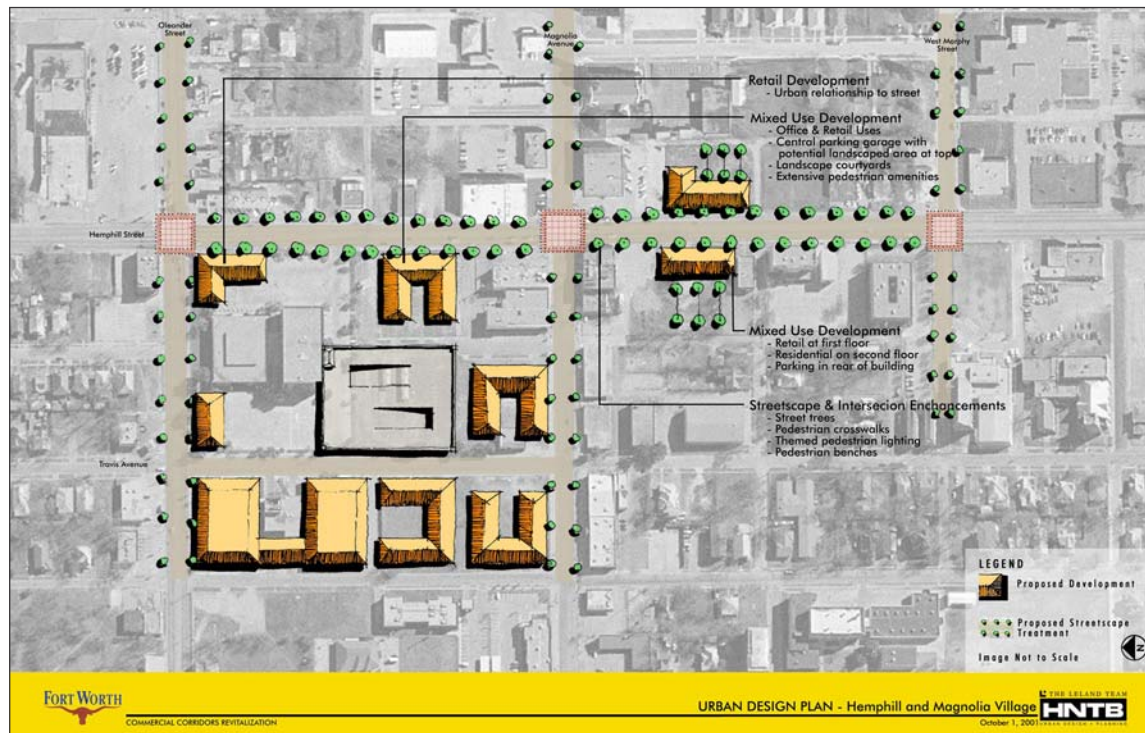 Oleander
Street
Magnolia
Avenue
West Morphy
Street
Retail Development
- Urban relationship to street
Mixed Use Development
- Office & Retail Uses
- Central parking garage with
potential landscaped area at top
- Landscape courtyards
- Extensive pedestrian amenities
Hemphill Street
Mixed Use Development
- Retail at first floor
- Residential on second floor
- Parking in rear of building
Streetscape & Intersecion Enchancements
- Street trees
- Pedestrian crosswalks
- Themed pedestrian lighting
- Pedestrian benches
Travis Avenue
LEGEND
Proposed Development
Proposed Streetscape
Treatment
Image Not to Scale
N
FORT WORTH
COMMERCIAL CORRIDORS REVITALIZATION
URBAN DESIGN PLAN - Hemphill and Magnolia Village
October 1, 2001
THE LELAND TEAM
HNTB
URBAN DESIGN + PLANNING